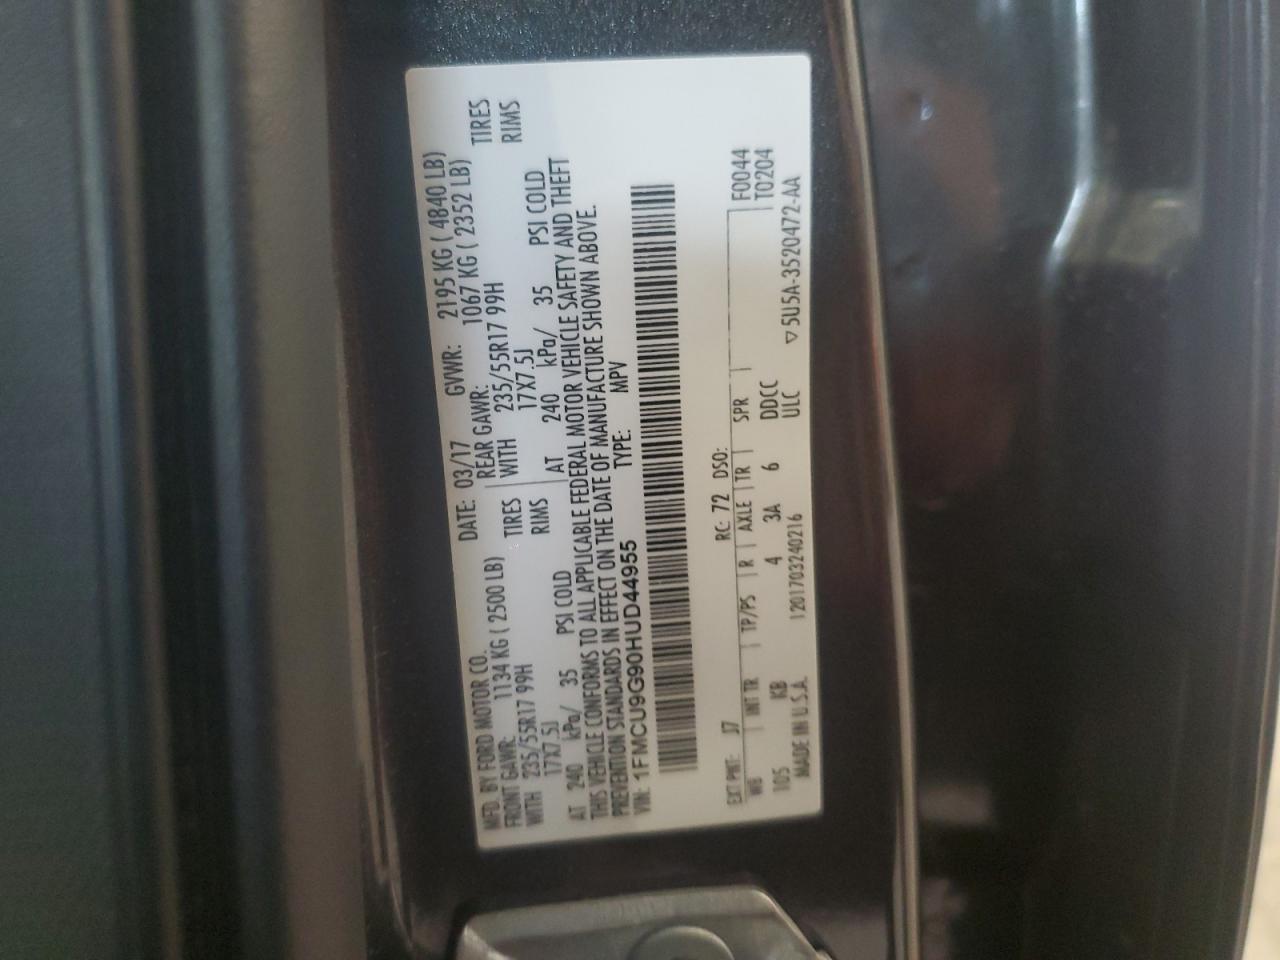 MFD. BY FORD MOTOR CO. DATE: 03/17 GVWR: 2195 KG ( 4840 LB)
FRONT GAWR: 1134 KG ( 2500 LB) REAR GAWR: 1067 KG ( 2352 LB)
WITH 235/55R17 99H TIRES WITH 235/55R17 99H TIRES
17X7.5J RIMS 17X7.5J RIMS
AT 240 kPa/ 35 PSI COLD AT 240 kPa/ 35 PSI COLD
THIS VEHICLE CONFORMS TO ALL APPLICABLE FEDERAL MOTOR VEHICLE SAFETY AND THEFT
PREVENTION STANDARDS IN EFFECT ON THE DATE OF MANUFACTURE SHOWN ABOVE.
VIN: 1FMCU9G90HUD44955 TYPE: MPV
F0044
T0204
EXT PNT: J7 RC: 72 DSO:
WB INT TR TP/PS R AXLE TR SPR
105 KB 4 3A 6 DDCC
MADE IN U.S.A. 1201703240216 ULC
▽5U5A-3520472-AA